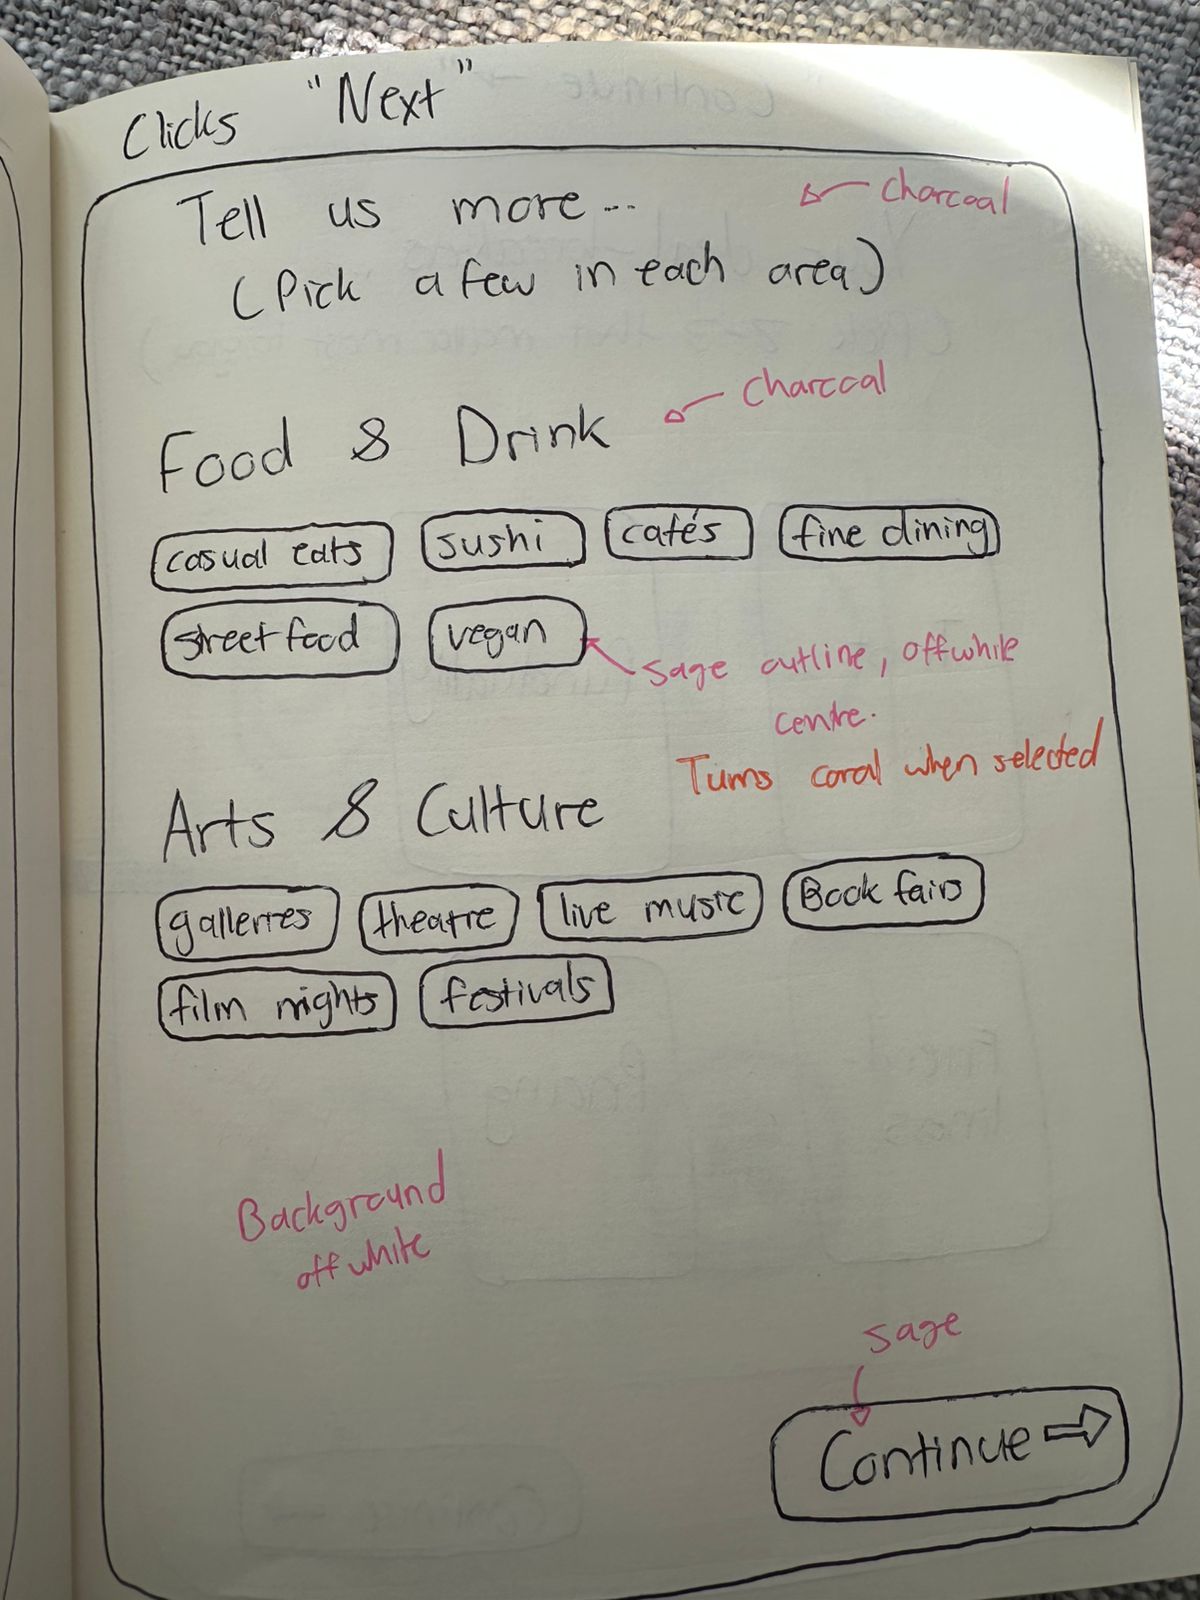 Clicks "Next"
Tell us more... charcoal
(Pick a few in each area)
charcoal
Food & Drink
casual eats sushi cafés fine dining
street food vegan
sage outline, offwhite
centre.
Turns coral when selected
Arts & Culture
galleries theatre live music Book fairs
film nights festivals
Background
off white
sage
Continue